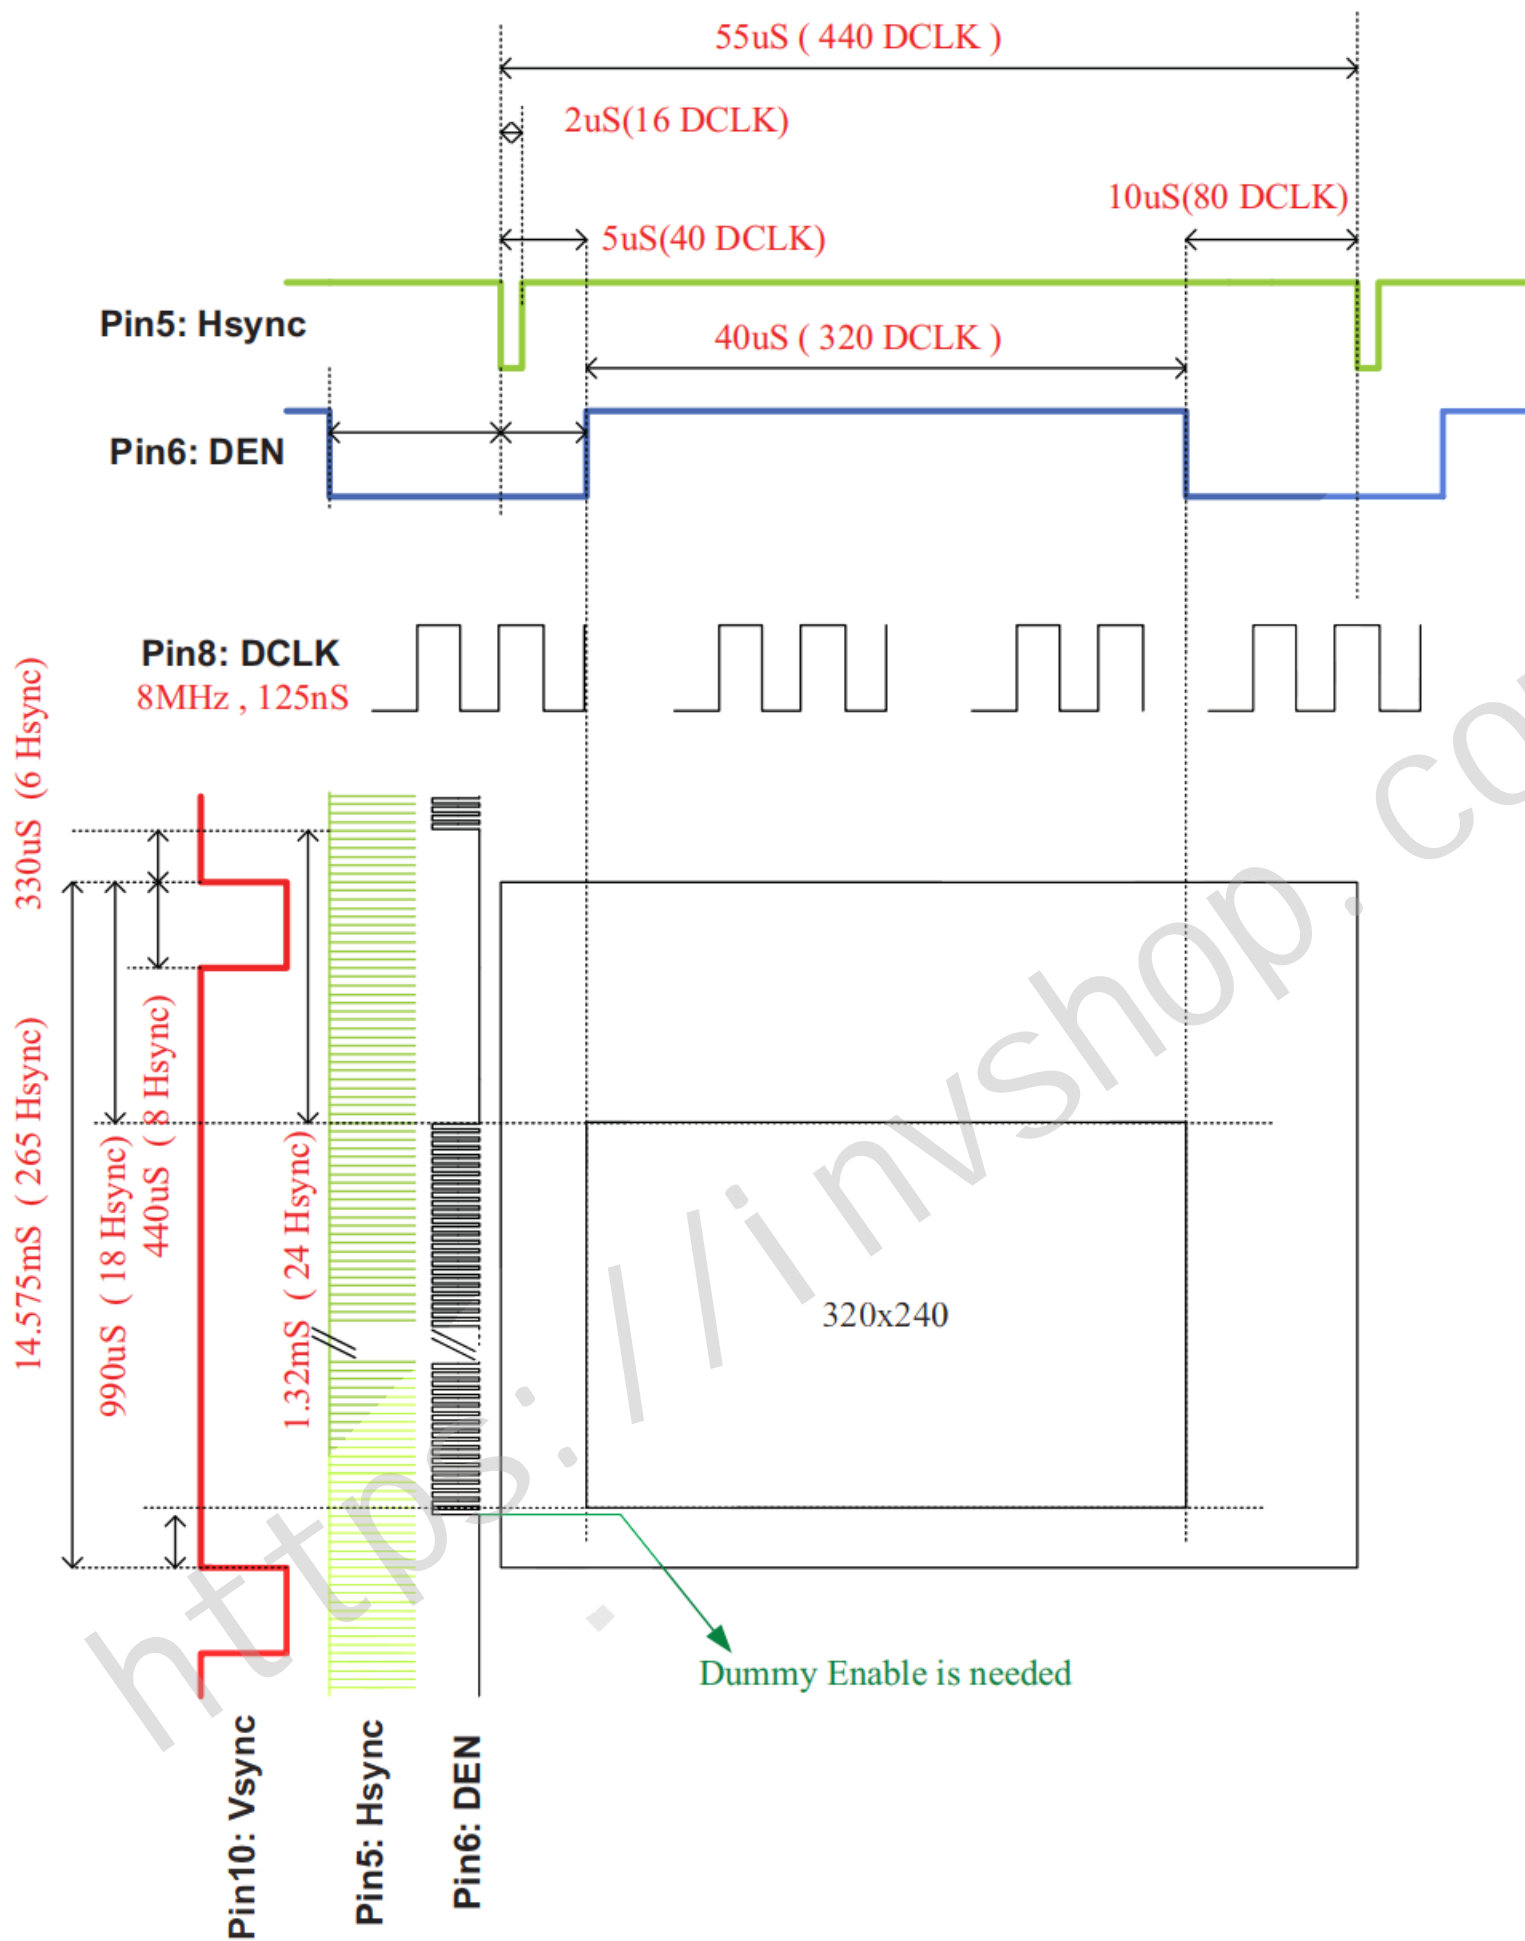 55uS ( 440 DCLK )
2uS(16 DCLK)
10uS(80 DCLK)
5uS(40 DCLK)
Pin5: Hsync
40uS ( 320 DCLK )
Pin6: DEN
Pin8: DCLK
8MHz , 125nS
330uS (6 Hsync)
14.575mS ( 265 Hsync)
990uS ( 18 Hsync)
440uS ( 8 Hsync)
1.32mS ( 24 Hsync)
320x240
Dummy Enable is needed
Pin10: Vsync
Pin5: Hsync
Pin6: DEN
https://invshop.co